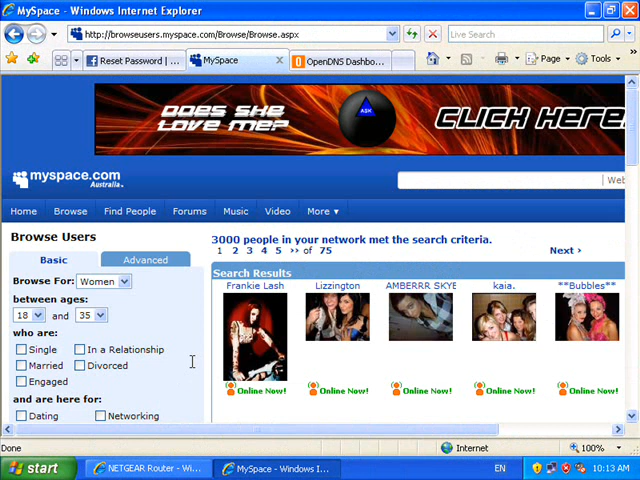 MySpace - Windows Internet Explorer
http://browseusers.myspace.com/Browse/Browse.aspx
Live Search
Reset Password | ...
MySpace
OpenDNS Dashbo...
Page
Tools
DOES SHE LOVE ME?
ASK
CLICK HERE
myspace.com
Australia
Web
Home Browse Find People Forums Music Video More
Browse Users
Basic
Advanced
Browse For: Women
between ages:
18 and 35
who are:
Single In a Relationship
Married Divorced
Engaged
and are here for:
Dating Networking
3000 people in your network met the search criteria.
1 2 3 4 5 >> of 75
Next ›
Search Results
Frankie Lash Lizzington AMBERRR SKYE kaia. **Bubbles**
Online Now! Online Now! Online Now! Online Now! Online Now!
Done
Internet
100%
start
NETGEAR Router - Wi...
MySpace - Windows I...
EN
10:13 AM